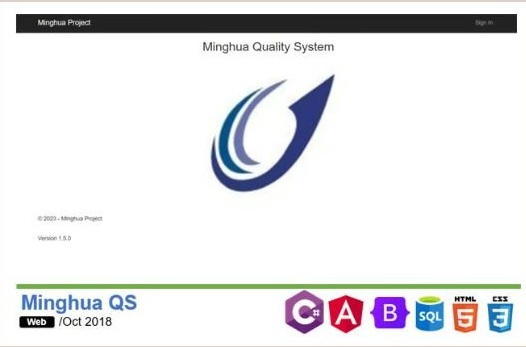 Minghua Project
Sign In
Minghua Quality System
© 2023 - Minghua Project
Version 1.5.0
Minghua QS
Web /Oct 2018
C#
A
B
SQL
HTML
5
CSS
3